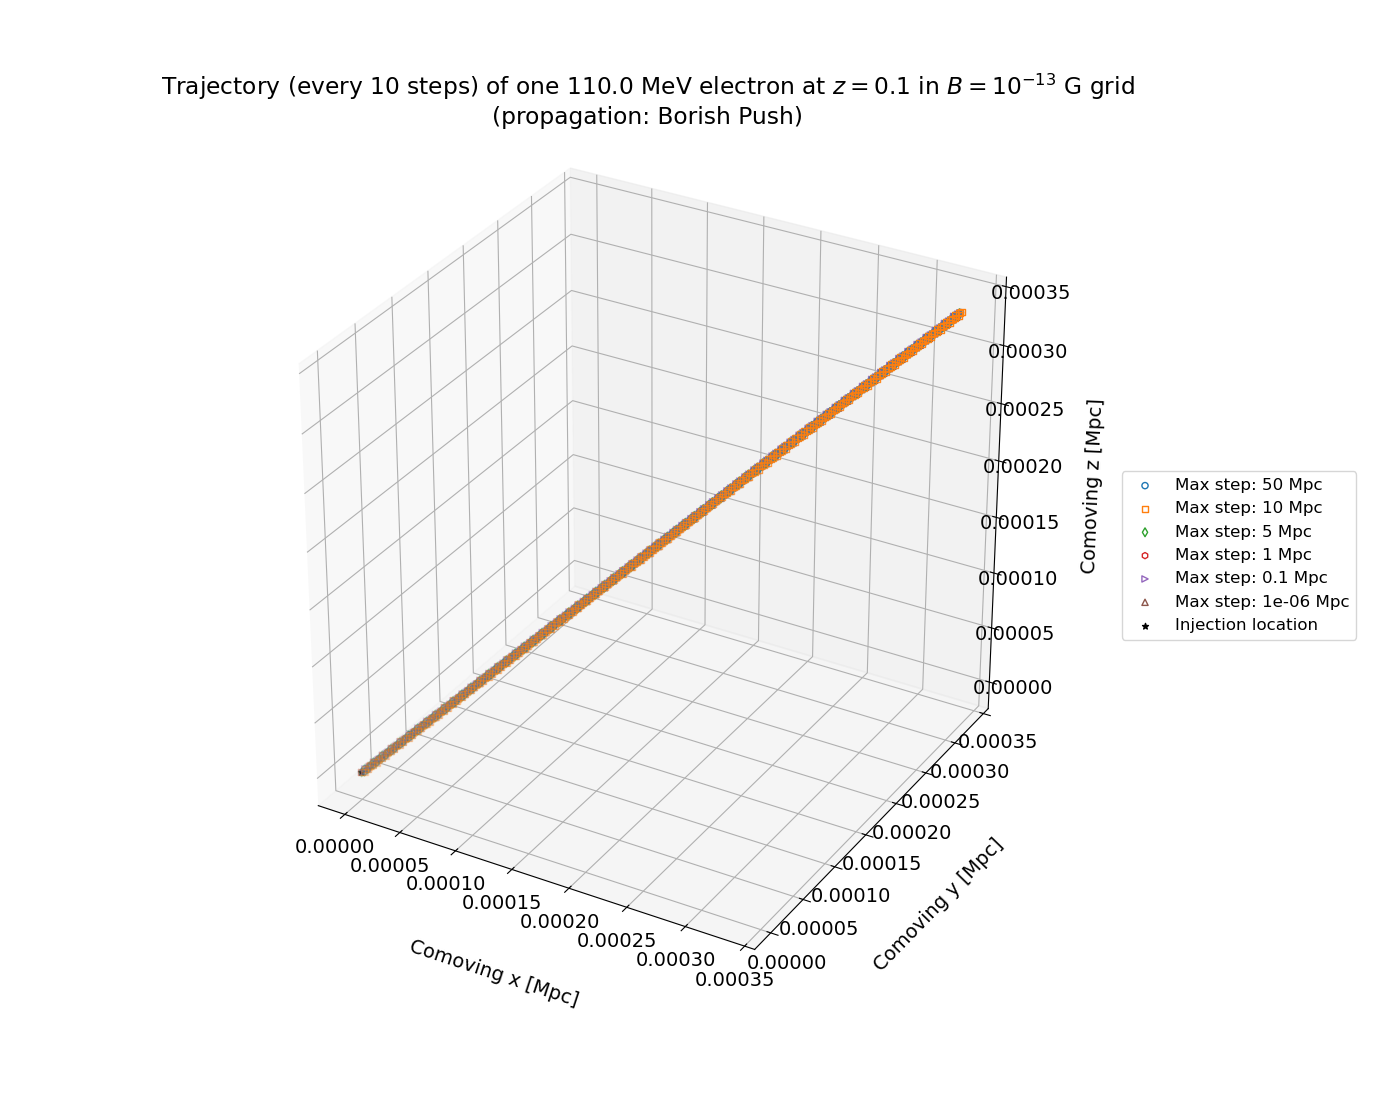 Trajectory (every 10 steps) of one 110.0 MeV electron at z = 0.1 in B = 10⁻¹³ G grid
(propagation: Borish Push)
0.00035
0.00030
0.00025
0.00020
0.00015
0.00010
0.00005
0.00000
Comoving z [Mpc]
0.00035
0.00030
0.00025
0.00020
0.00015
0.00010
0.00005
0.00000
Comoving y [Mpc]
0.00000
0.00005
0.00010
0.00015
0.00020
0.00025
0.00030
0.00035
Comoving x [Mpc]
Max step: 50 Mpc
Max step: 10 Mpc
Max step: 5 Mpc
Max step: 1 Mpc
Max step: 0.1 Mpc
Max step: 1e-06 Mpc
Injection location